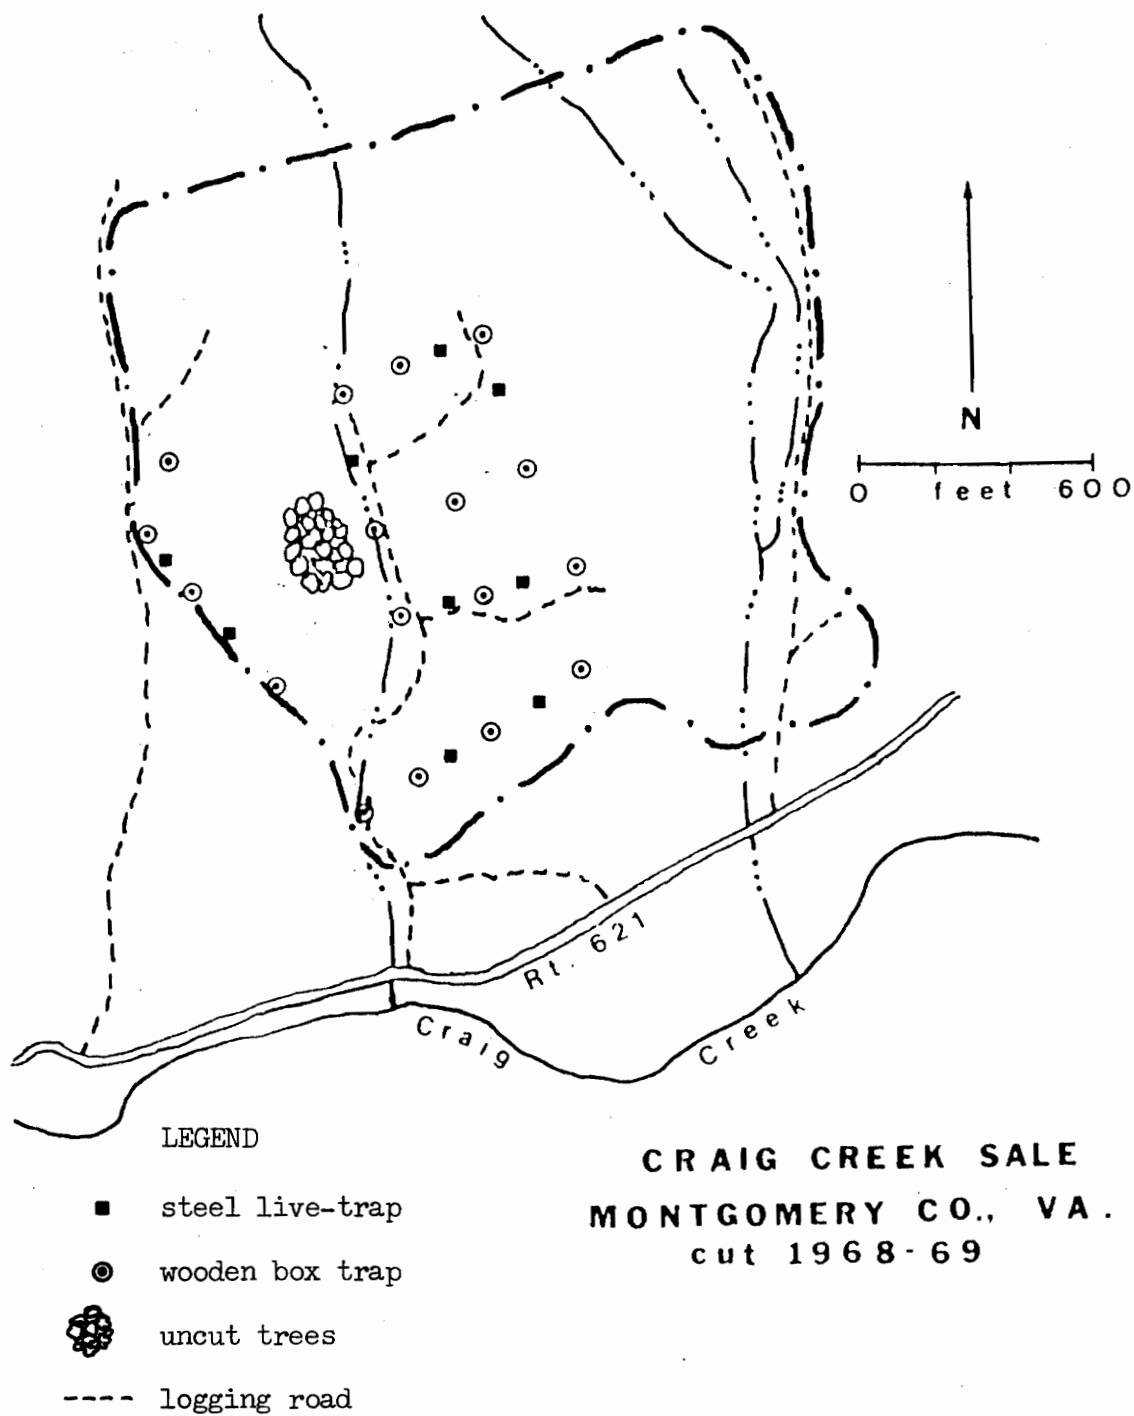 N
0 feet 600
Rt. 621
Craig Creek
LEGEND
steel live-trap
wooden box trap
uncut trees
logging road
CRAIG CREEK SALE
MONTGOMERY CO., VA.
cut 1968-69